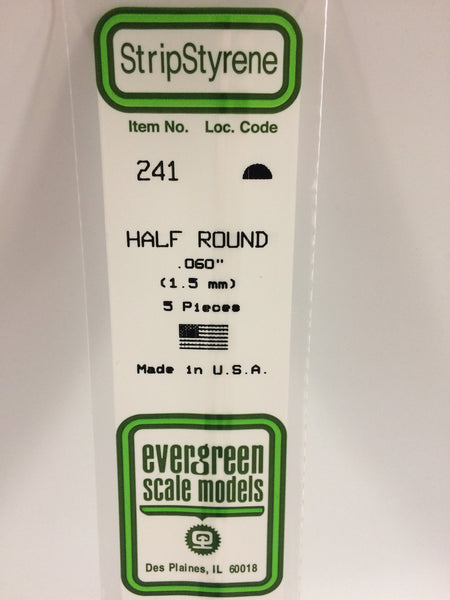 StripStyrene
Item No. Loc. Code
241
HALF ROUND
.060"
(1.5 mm)
5 Pieces
Made in U.S.A.
evergreen
scale models
Des Plaines, IL 60018